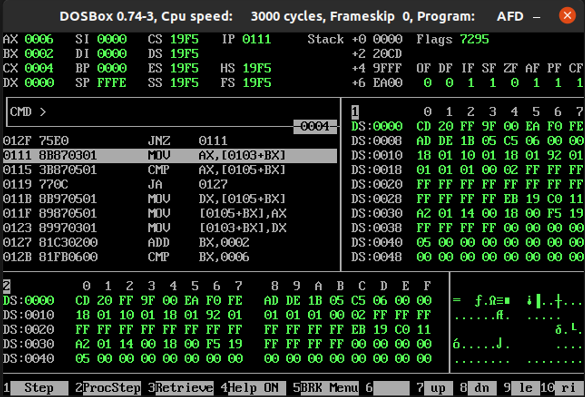 DOSBox 0.74-3, Cpu speed: 3000 cycles, Frameskip 0, Program: AFD
AX 0006 SI 0000 CS 19F5 IP 0111 Stack +0 0000 Flags 7295
BX 0002 DI 0000 DS 19F5 +2 20CD
CX 0004 BP 0000 ES 19F5 HS 19F5 +4 9FFF OF DF IF SF ZF AF PF CF
DX 0000 SP FFFE SS 19F5 FS 19F5 +6 EA00 0 0 1 1 0 1 1 1
CMD >
0004
012F 75E0 JNZ 0111
0111 8B870301 MOV AX,[0103+BX]
0115 3B870501 CMP AX,[0105+BX]
0119 770C JA 0127
011B 8B970501 MOV DX,[0105+BX]
011F 89870501 MOV [0105+BX],AX
0123 89970301 MOV [0103+BX],DX
0127 81C30200 ADD BX,0002
012B 81FB0600 CMP BX,0006
1 0 1 2 3 4 5 6 7
DS:0000 CD 20 FF 9F 00 EA F0 FE
DS:0008 AD DE 1B 05 C5 06 00 00
DS:0010 18 01 10 01 18 01 92 01
DS:0018 01 01 01 00 02 FF FF FF
DS:0020 FF FF FF FF FF FF FF FF
DS:0028 FF FF FF FF EB 19 C0 11
DS:0030 A2 01 14 00 18 00 F5 19
DS:0038 FF FF FF FF 00 00 00 00
DS:0040 05 00 00 00 00 00 00 00
DS:0048 00 00 00 00 00 00 00 00
2 0 1 2 3 4 5 6 7 8 9 A B C D E F
DS:0000 CD 20 FF 9F 00 EA F0 FE AD DE 1B 05 C5 06 00 00
DS:0010 18 01 10 01 18 01 92 01 01 01 01 00 02 FF FF FF
DS:0020 FF FF FF FF FF FF FF FF FF FF FF FF EB 19 C0 11
DS:0030 A2 01 14 00 18 00 F5 19 FF FF FF FF 00 00 00 00
DS:0040 05 00 00 00 00 00 00 00 00 00 00 00 00 00 00 00
1 Step 2 ProcStep 3 Retrieve 4 Help ON 5 BRK Menu 6 7 up 8 dn 9 le 10 ri